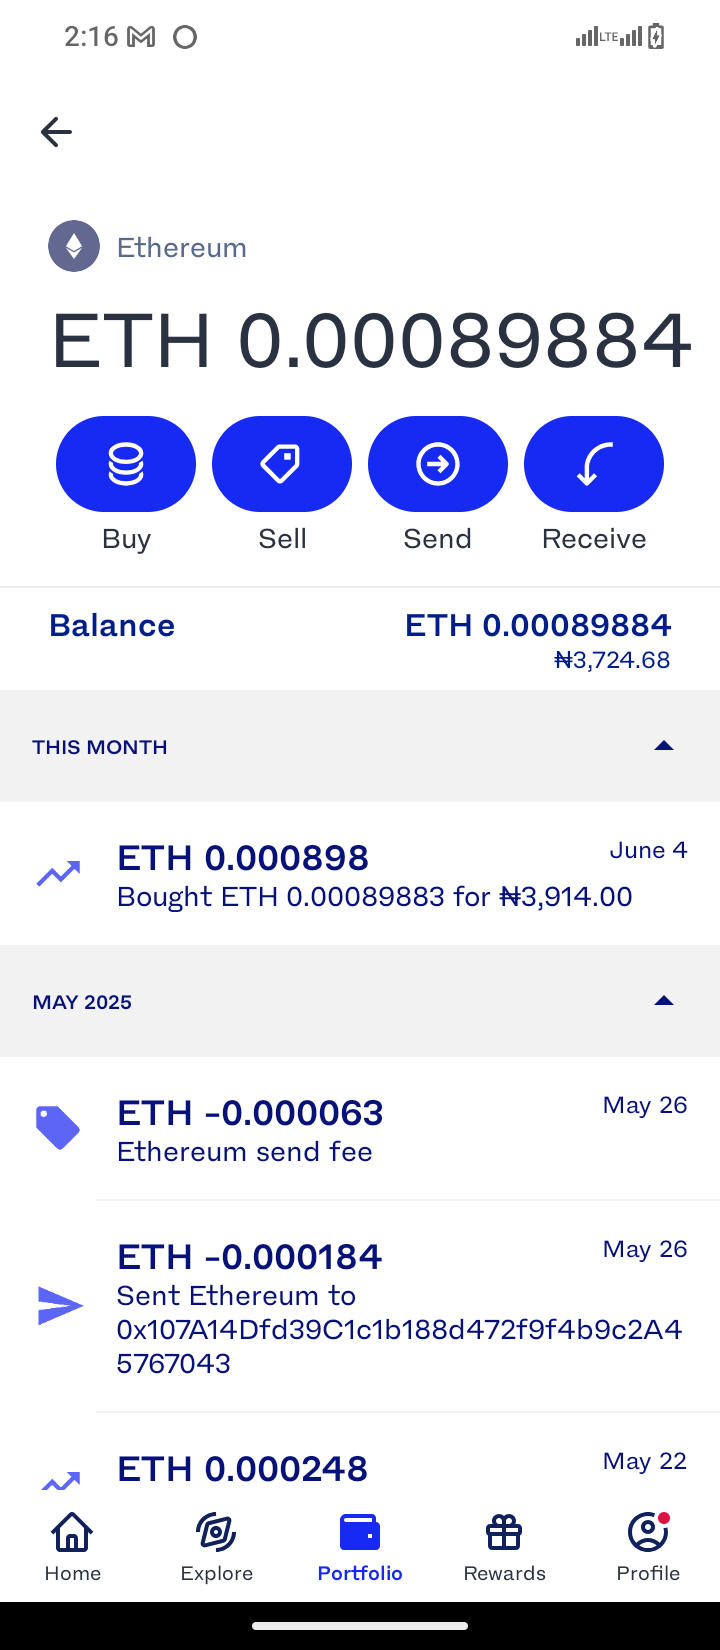 2:16
LTE
Ethereum
ETH 0.00089884
Buy Sell Send Receive
Balance ETH 0.00089884
₦3,724.68
THIS MONTH
ETH 0.000898 June 4
Bought ETH 0.00089883 for ₦3,914.00
MAY 2025
ETH -0.000063 May 26
Ethereum send fee
ETH -0.000184 May 26
Sent Ethereum to
0x107A14Dfd39C1c1b188d472f9f4b9c2A4
5767043
ETH 0.000248 May 22
Home Explore Portfolio Rewards Profile